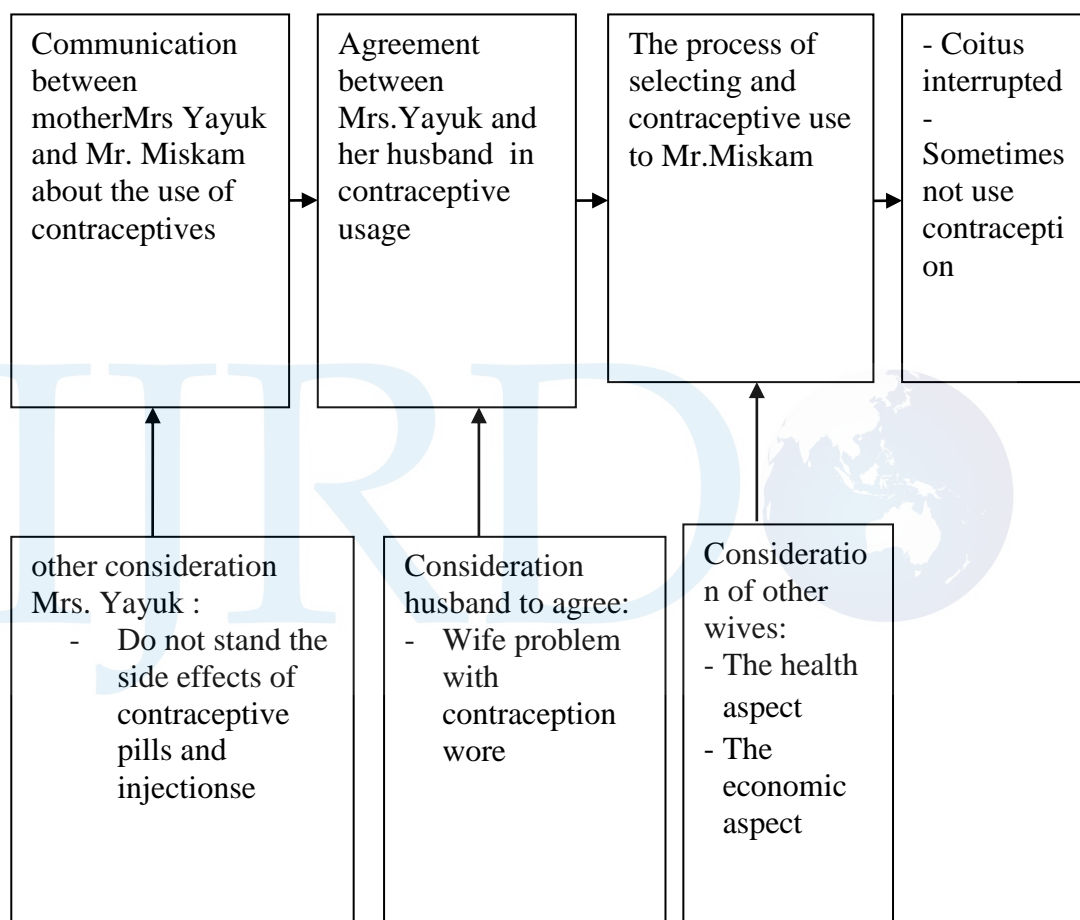 Communication
between
motherMrs Yayuk
and Mr. Miskam
about the use of
contraceptives
Agreement
between
Mrs.Yayuk and
her husband in
contraceptive
usage
The process of
selecting and
contraceptive use
to Mr.Miskam
- Coitus
interrupted
-
Sometimes
not use
contracepti
on
other consideration
Mrs. Yayuk :
- Do not stand the
side effects of
contraceptive
pills and
injectionse
Consideration
husband to agree:
- Wife problem
with
contraception
wore
Consideratio
n of other
wives:
- The health
aspect
- The
economic
aspect
IJRD